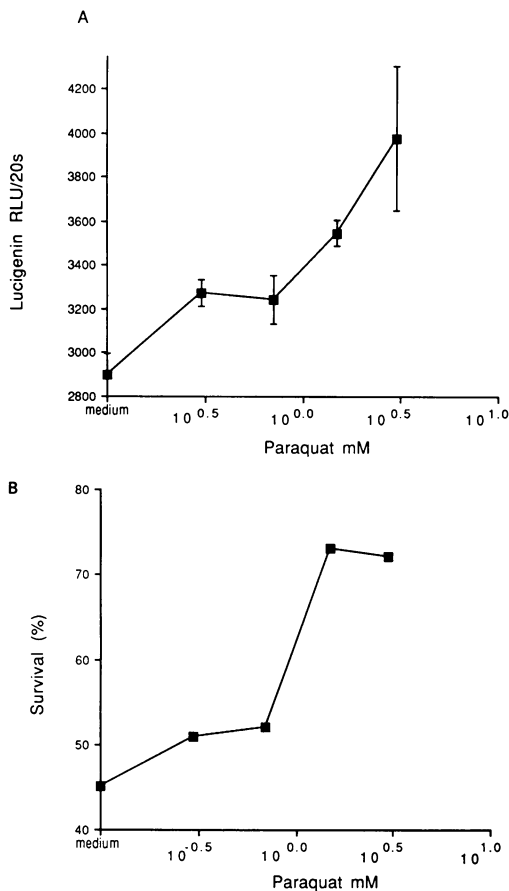 A
Lucigenin RLU/20s
4200
4000
3800
3600
3400
3200
3000
2800
medium 10^0.5 10^0.0 10^0.5 10^1.0
Paraquat mM
B
Survival (%)
80
70
60
50
40
medium 10^-0.5 10^0.0 10^0.5 10^1.0
Paraquat mM